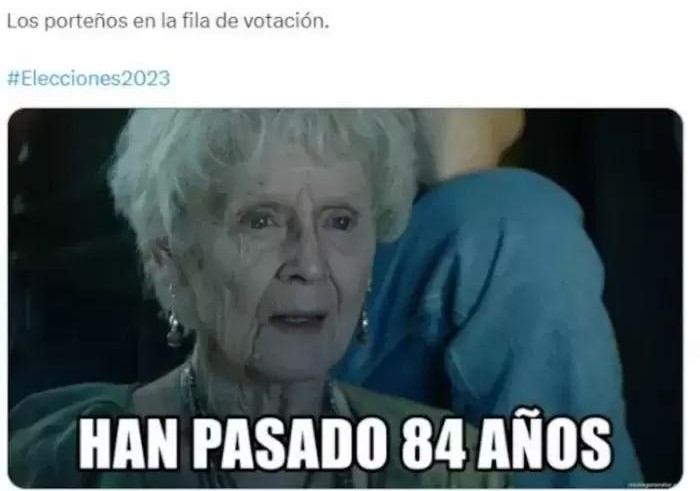 Los porteños en la fila de votación.
#Elecciones2023
HAN PASADO 84 AÑOS